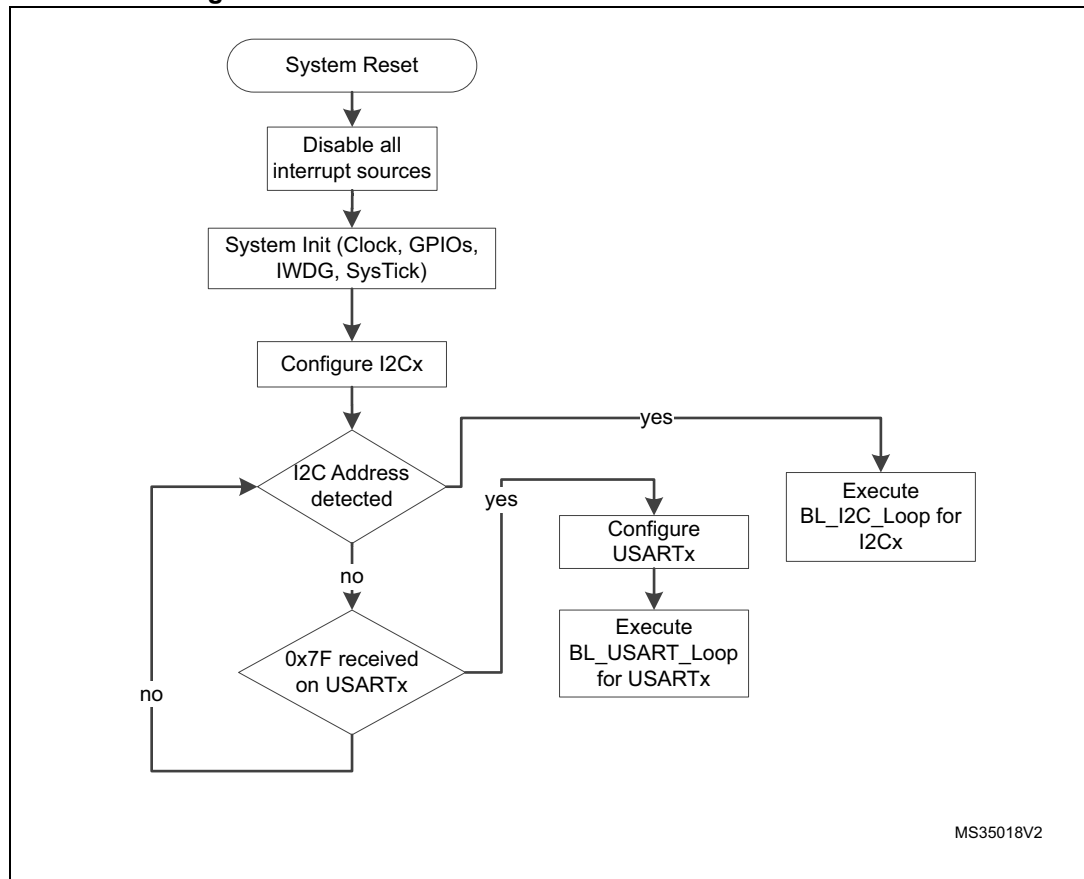 System Reset
Disable all
interrupt sources
System Init (Clock, GPIOs,
IWDG, SysTick)
Configure I2Cx
yes
I2C Address
detected
yes
Execute
BL_I2C_Loop for
I2Cx
Configure
USARTx
no
Execute
BL_USART_Loop
for USARTx
0x7F received
on USARTx
no
MS35018V2